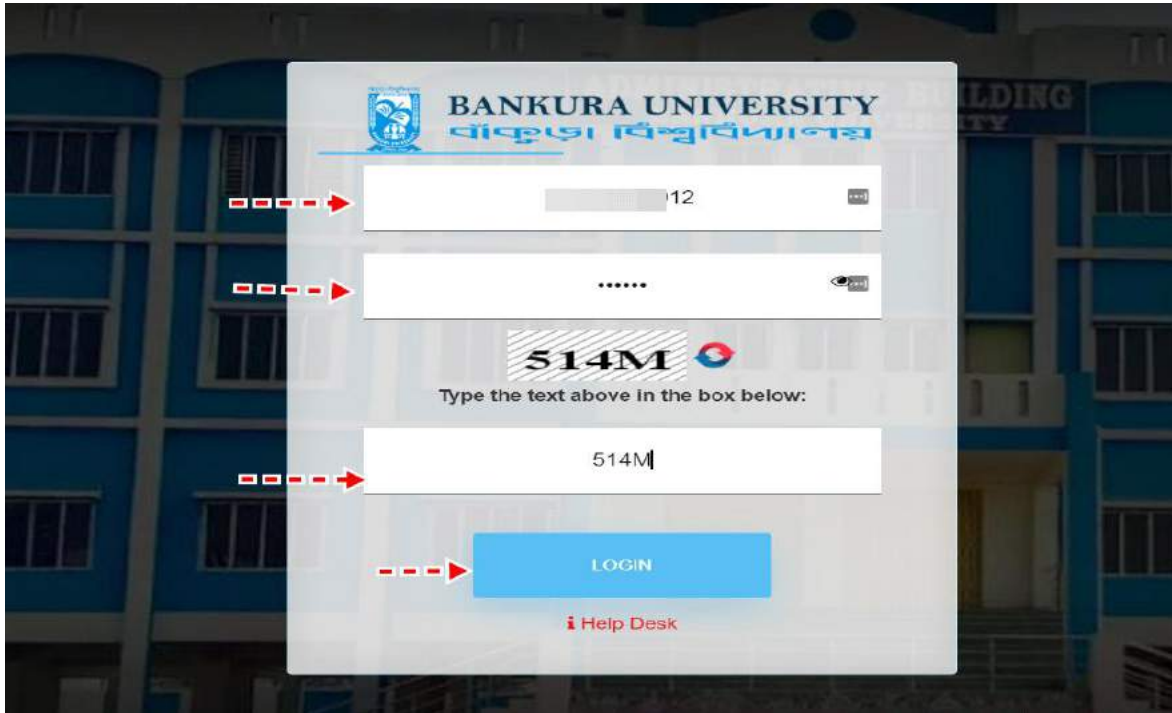 BANKURA UNIVERSITY
বাঁকুড়া বিশ্ববিদ্যালয়
12
••••••
514M
Type the text above in the box below:
514M
LOGIN
i Help Desk